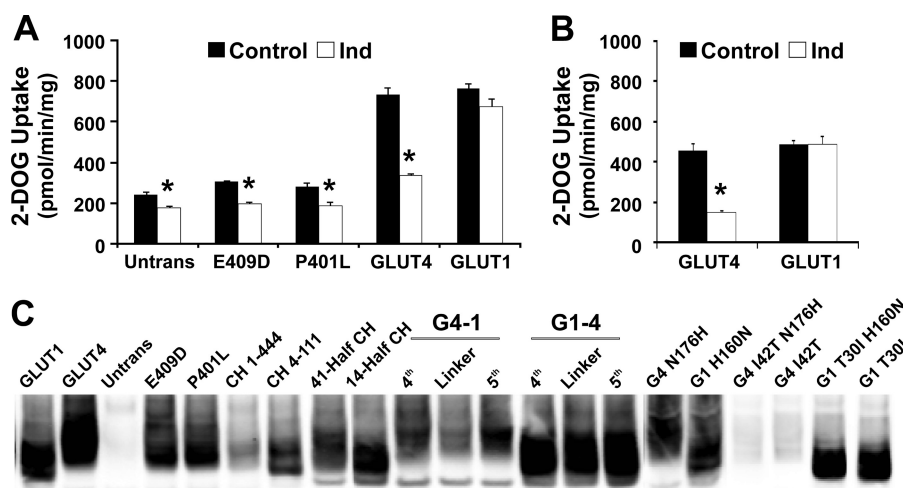 A
1000
800
600
400
200
0
2-DOG Uptake
(pmol/min/mg)
Control Ind
*
*
*
*
Untrans E409D P401L GLUT4 GLUT1
B
1000
800
600
400
200
0
2-DOG Uptake
(pmol/min/mg)
Control Ind
*
GLUT4 GLUT1
C
GLUT1
GLUT4
Untrans
E409D
P401L
CH 1-444
CH 4-111
41-Half CH
14-Half CH
G4-1
4th
Linker
5th
G1-4
4th
Linker
5th
G4 N176H
G1 H160N
G4 I42T N176H
G4 I42T
G1 T30I H160N
G1 T30I